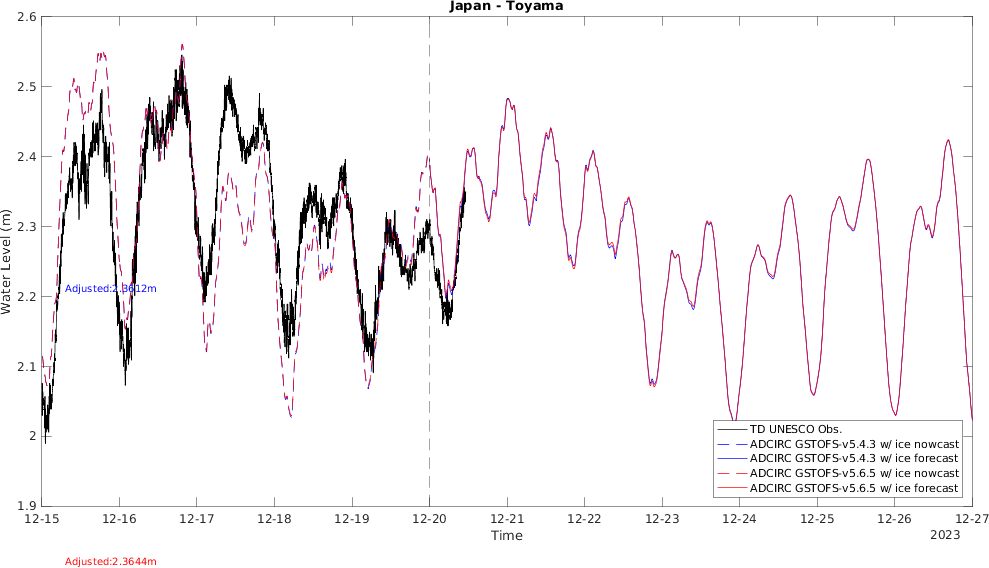 Japan - Toyama
2.6
2.5
2.4
2.3
2.2
2.1
2
1.9
Water Level (m)
Adjusted:2.3612m
TD UNESCO Obs.
ADCIRC GSTOFS-v5.4.3 w/ ice nowcast
ADCIRC GSTOFS-v5.4.3 w/ ice forecast
ADCIRC GSTOFS-v5.6.5 w/ ice nowcast
ADCIRC GSTOFS-v5.6.5 w/ ice forecast
12-15 12-16 12-17 12-18 12-19 12-20 12-21 12-22 12-23 12-24 12-25 12-26 12-27
Time
2023
Adjusted:2.3644m